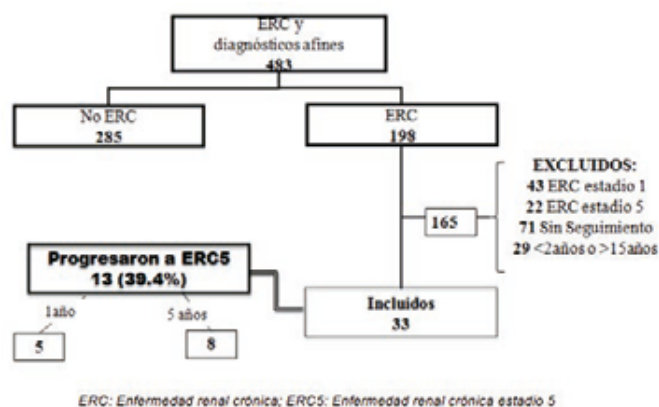 ERC y
diagnósticos afines
483
No ERC
285
ERC
198
EXCLUIDOS:
43 ERC estadio 1
22 ERC estadio 5
71 Sin Seguimiento
29 <2años o >15años
165
Progresaron a ERC5
13 (39.4%)
1año
5 años
5
8
Incluídos
33
ERC: Enfermedad renal crónica; ERC5: Enfermedad renal crónica estadio 5